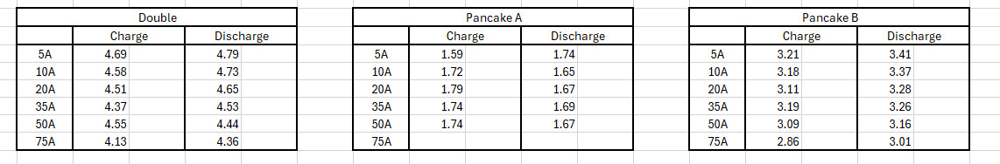 Double Pancake A Pancake B
Charge Discharge Charge Discharge Charge Discharge
5A 4.69 4.79 5A 1.59 1.74 5A 3.21 3.41
10A 4.58 4.73 10A 1.72 1.65 10A 3.18 3.37
20A 4.51 4.65 20A 1.79 1.67 20A 3.11 3.28
35A 4.37 4.53 35A 1.74 1.69 35A 3.19 3.26
50A 4.55 4.44 50A 1.74 1.67 50A 3.09 3.16
75A 4.13 4.36 75A 75A 2.86 3.01